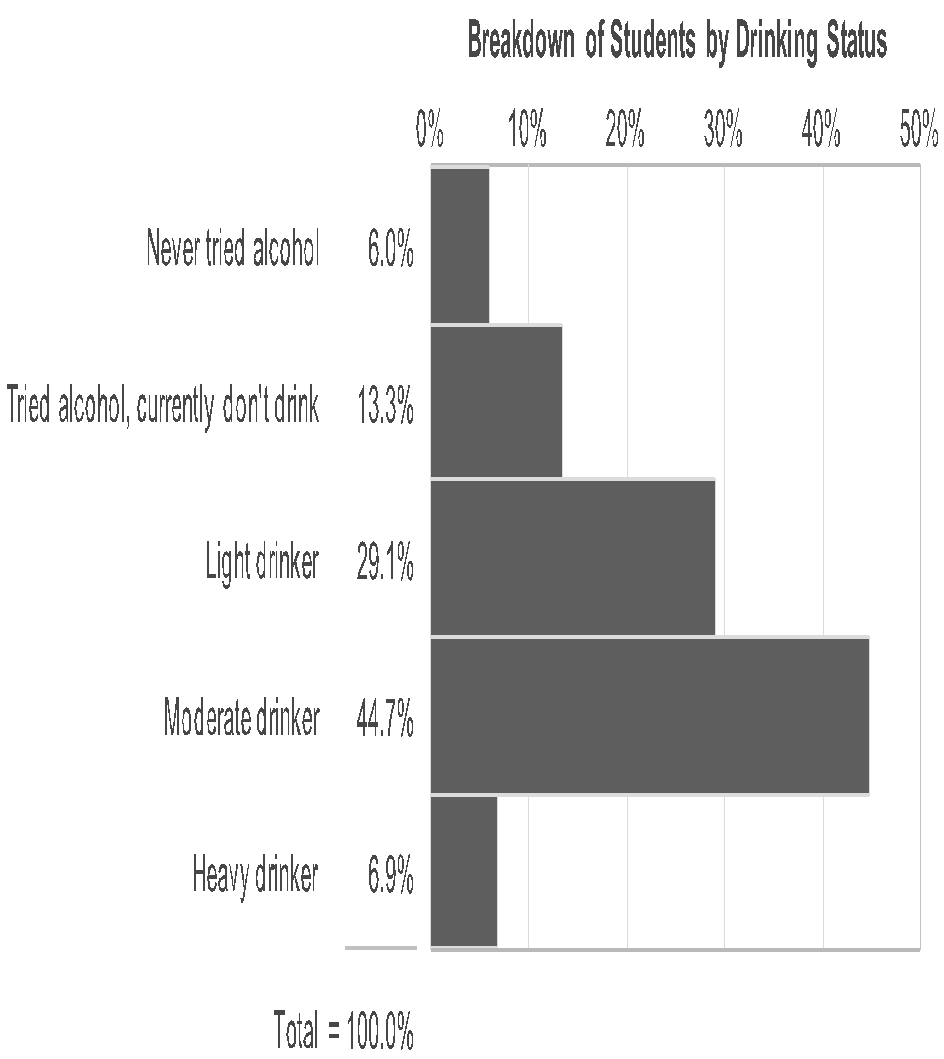 Breakdown of Students by Drinking Status
0% 10% 20% 30% 40% 50%
Never tried alcohol 6.0%
Tried alcohol, currently don't drink 13.3%
Light drinker 29.1%
Moderate drinker 44.7%
Heavy drinker 6.9%
Total = 100.0%